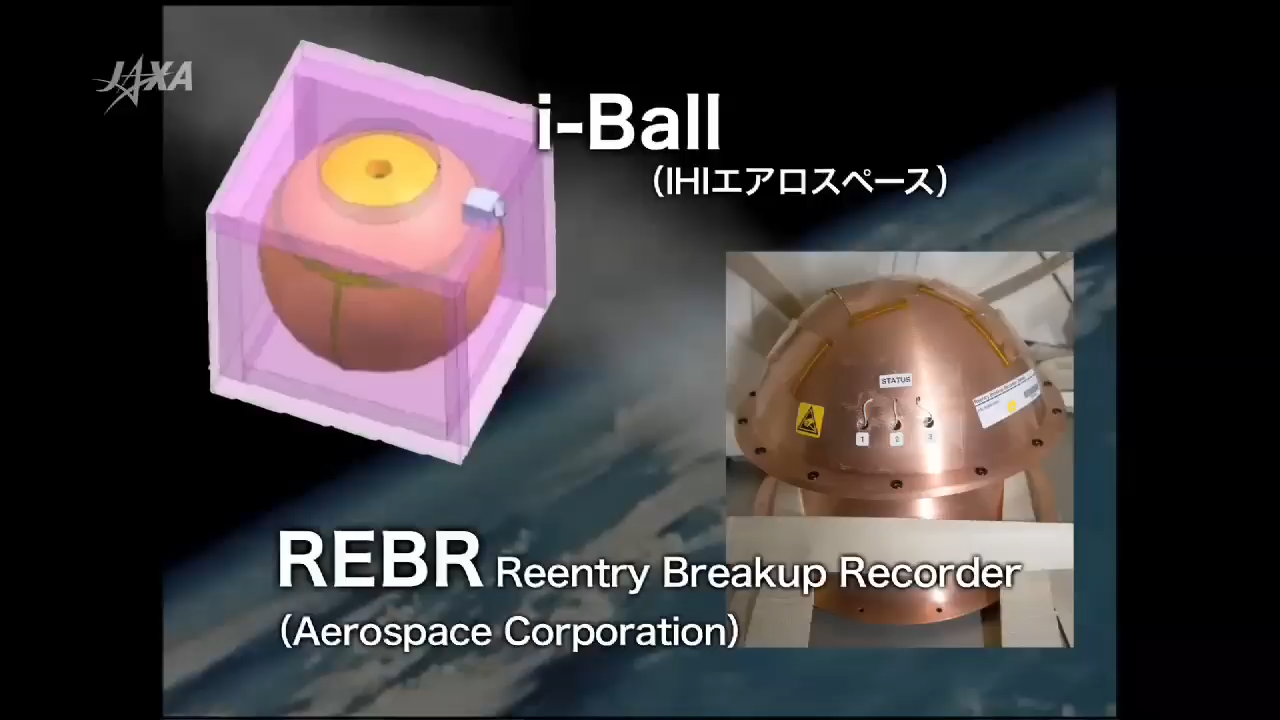 JAXA
i-Ball
（IHIエアロスペース）
STATUS
1 2 3
REBR Reentry Breakup Recorder
（Aerospace Corporation）